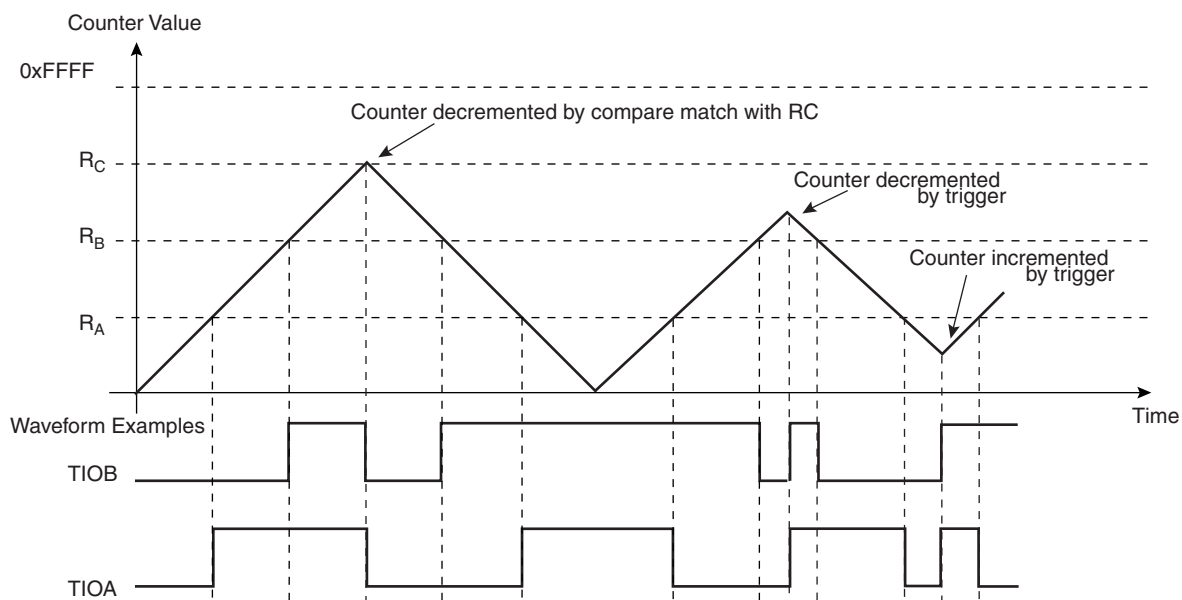 Counter Value
0xFFFF
Counter decremented by compare match with RC
RC
Counter decremented
by trigger
RB
Counter incremented
by trigger
RA
Time
Waveform Examples
TIOB
TIOA